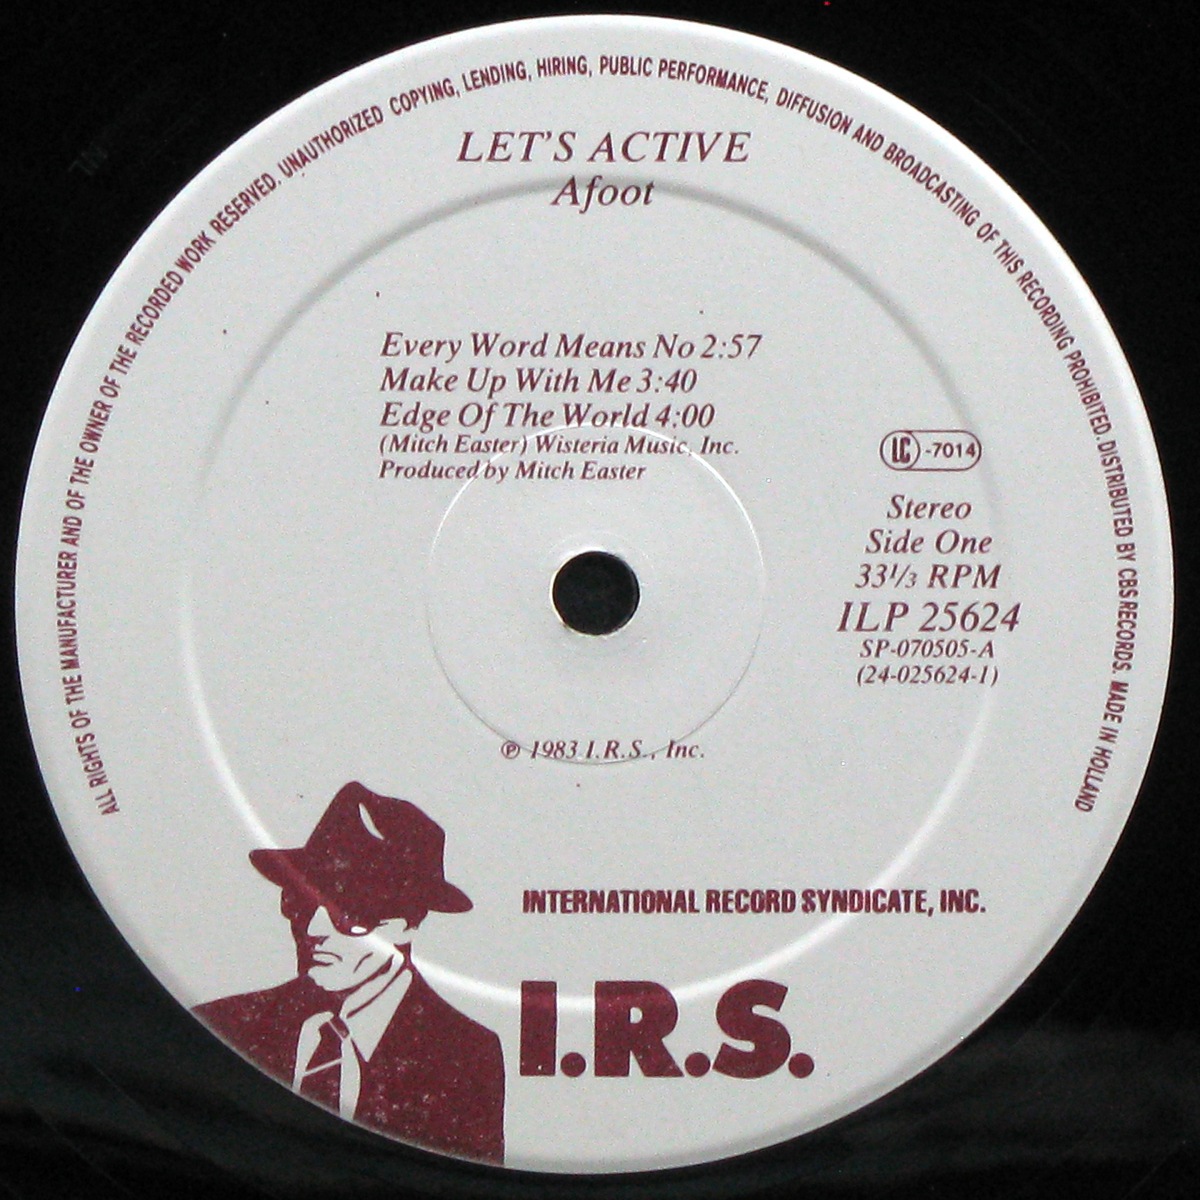 ALL RIGHTS OF THE MANUFACTURER AND OF THE OWNER OF THE RECORDED WORK RESERVED. UNAUTHORIZED COPYING, LENDING, HIRING, PUBLIC PERFORMANCE, DIFFUSION AND BROADCASTING OF THIS RECORDING PROHIBITED. DISTRIBUTED BY CBS RECORDS. MADE IN HOLLAND
LET'S ACTIVE
Afoot
Every Word Means No 2:57
Make Up With Me 3:40
Edge Of The World 4:00
(Mitch Easter) Wisteria Music, Inc.
Produced by Mitch Easter
LC -7014
Stereo
Side One
33⅓ RPM
ILP 25624
SP-070505-A
(24-025624-1)
℗ 1983 I.R.S., Inc.
INTERNATIONAL RECORD SYNDICATE, INC.
I.R.S.